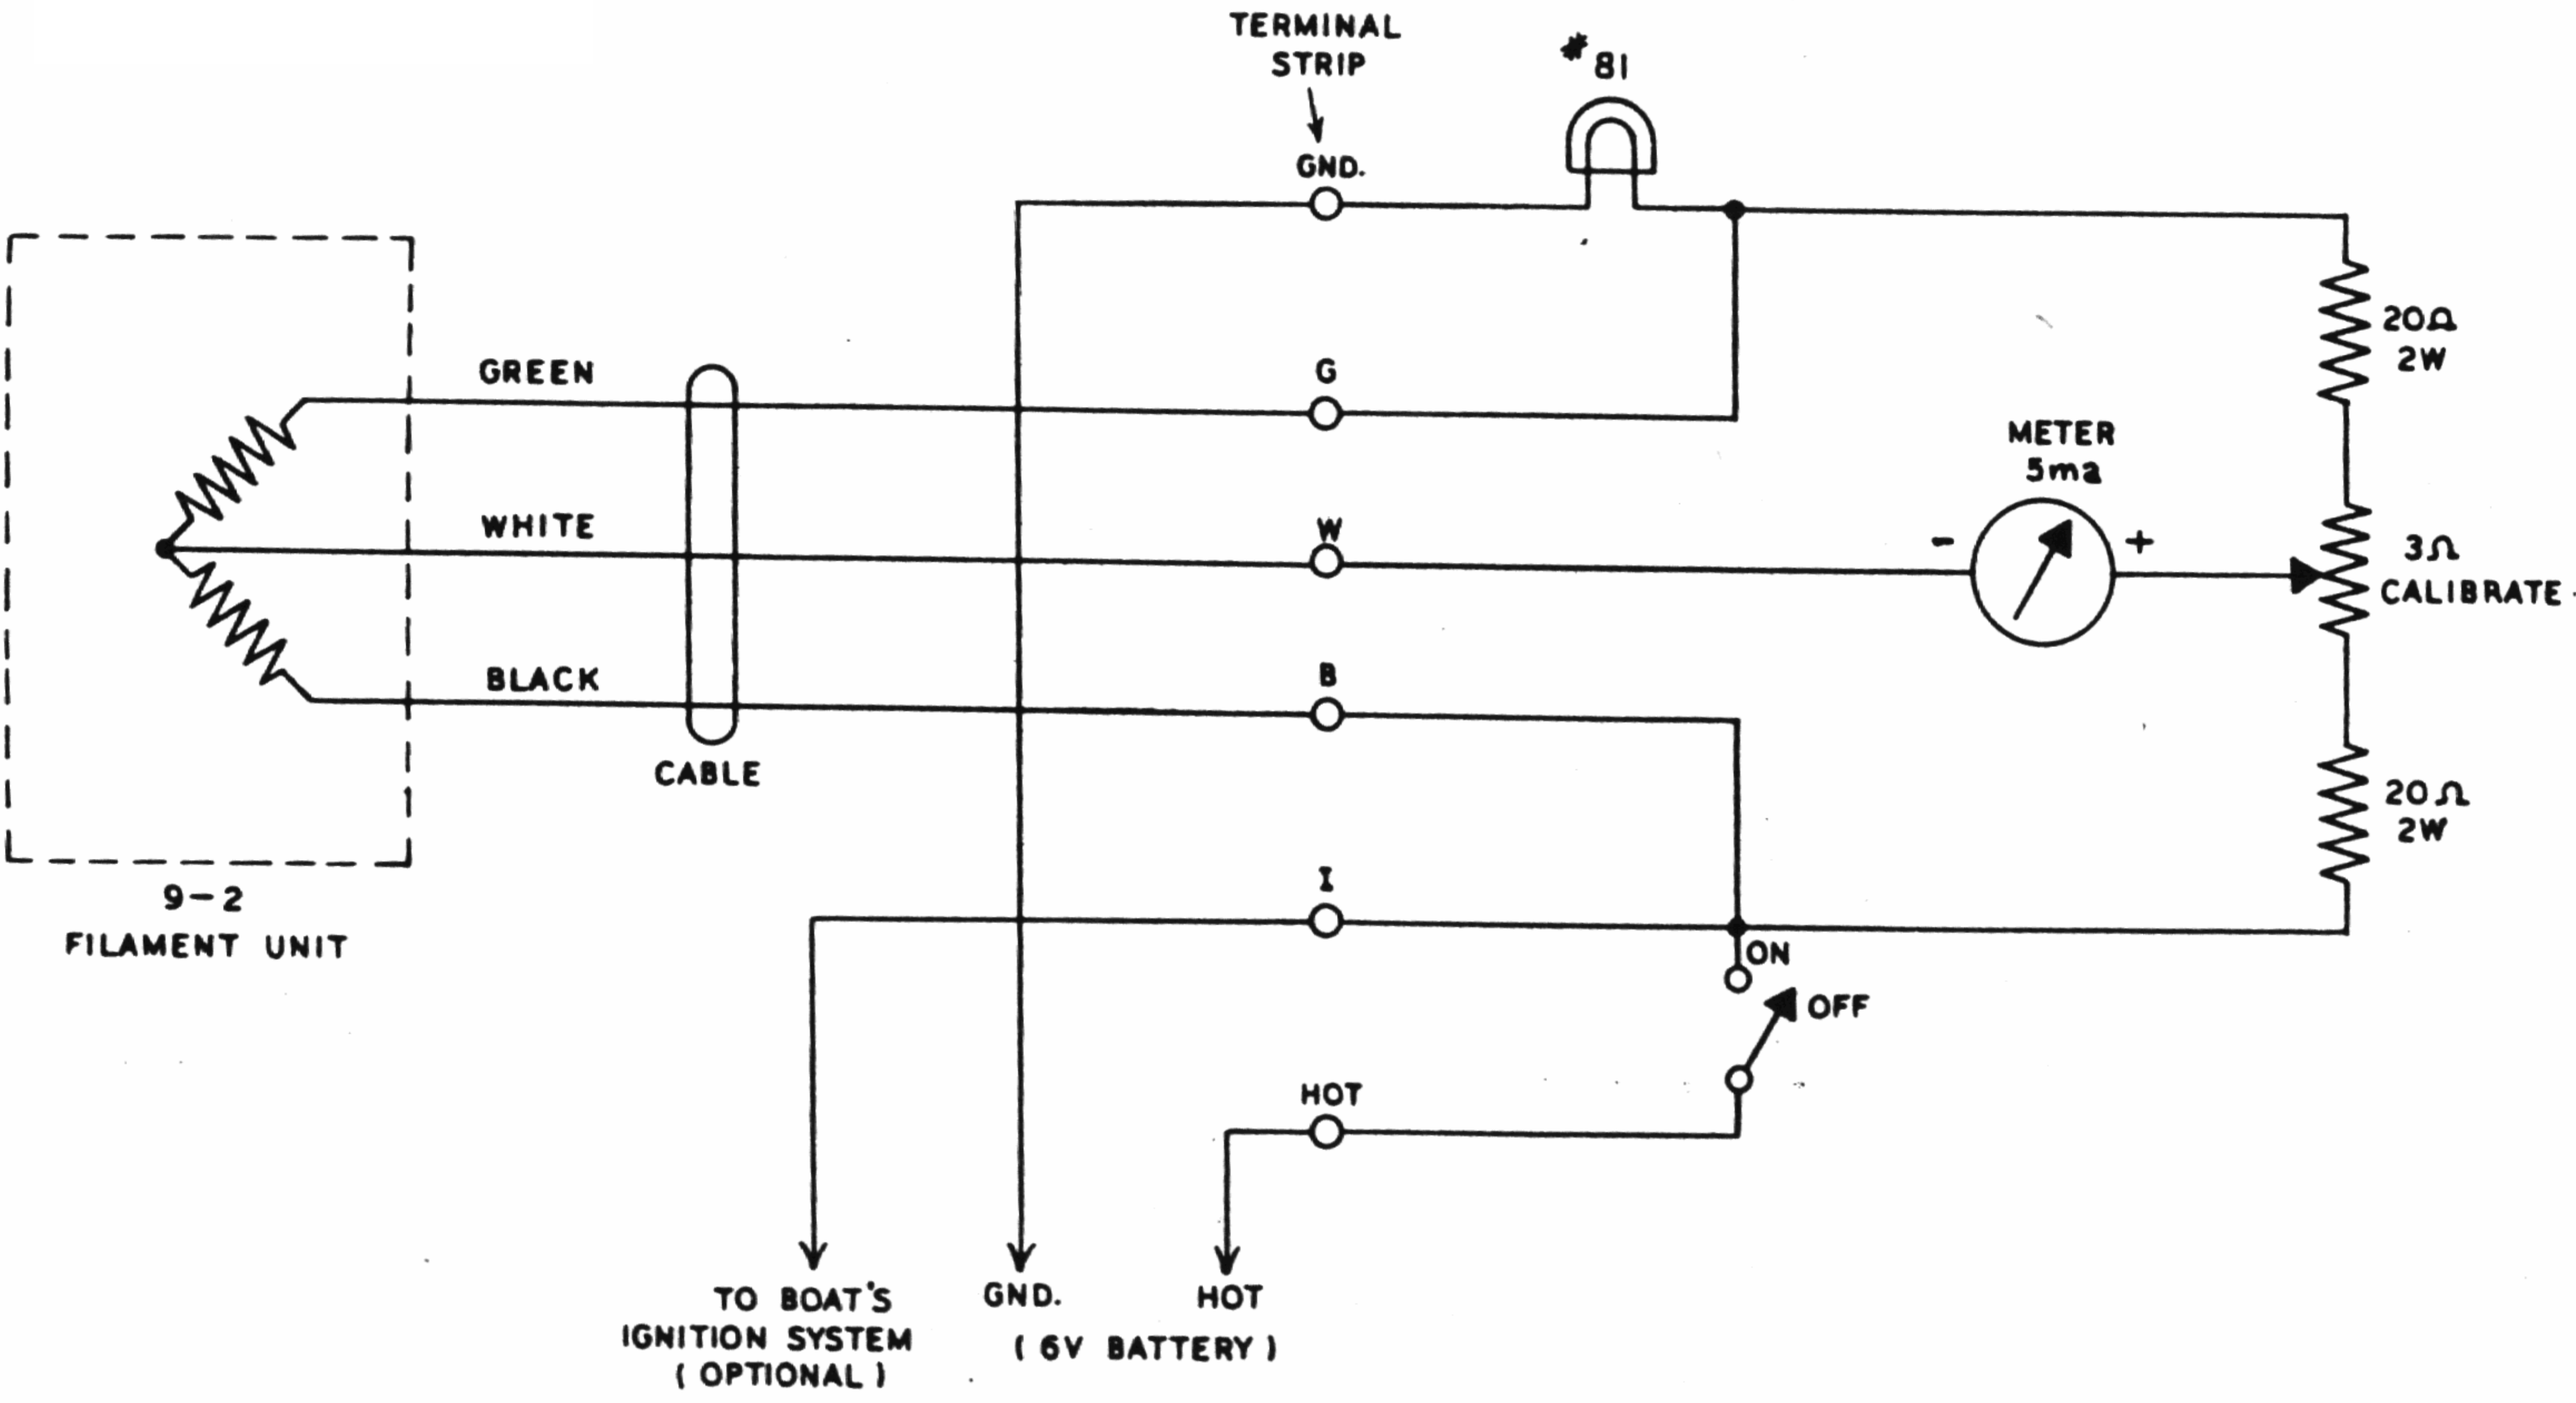 TERMINAL
STRIP
# 81
GND.
GREEN
G
20Ω
2W
METER
5ma
WHITE
W
-
+
3Ω
CALIBRATE
BLACK
B
CABLE
20Ω
2W
9-2
FILAMENT UNIT
I
ON
OFF
HOT
TO BOAT'S
IGNITION SYSTEM
( OPTIONAL )
GND.
HOT
( 6V BATTERY )